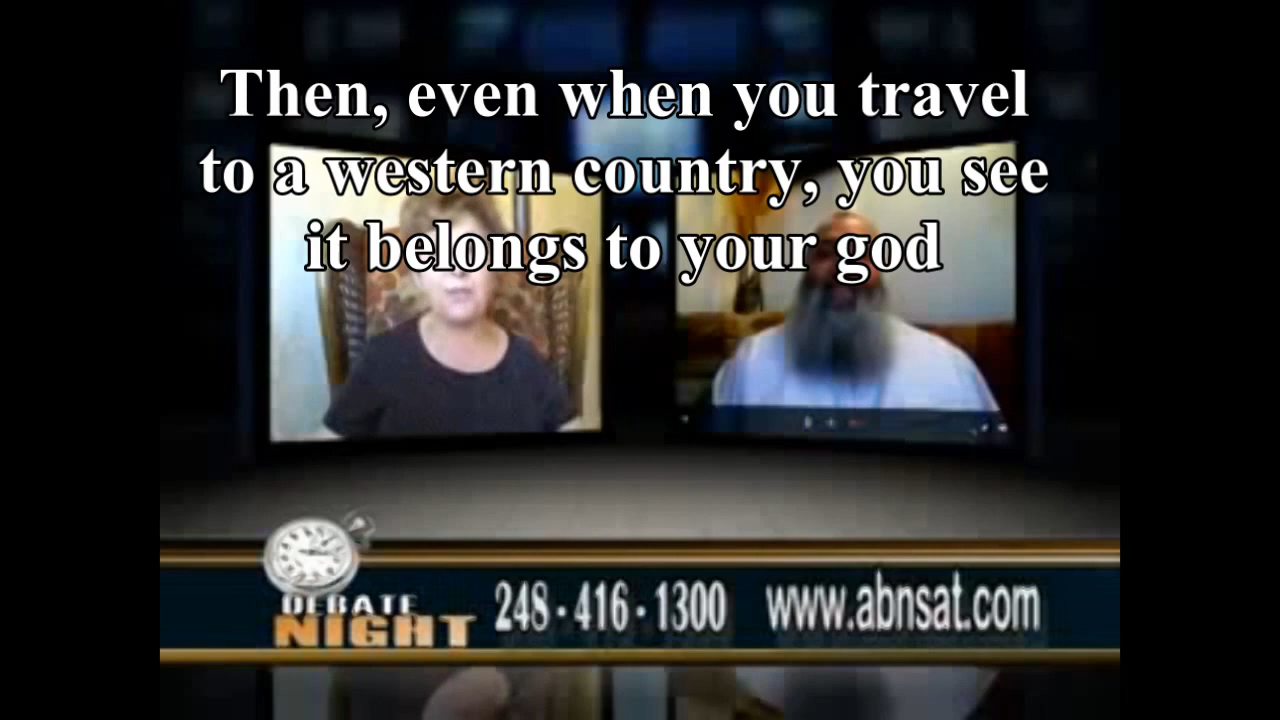 Then, even when you travel
to a western country, you see
it belongs to your god
DEBATE
NIGHT
248 - 416 - 1300
www.abnsat.com